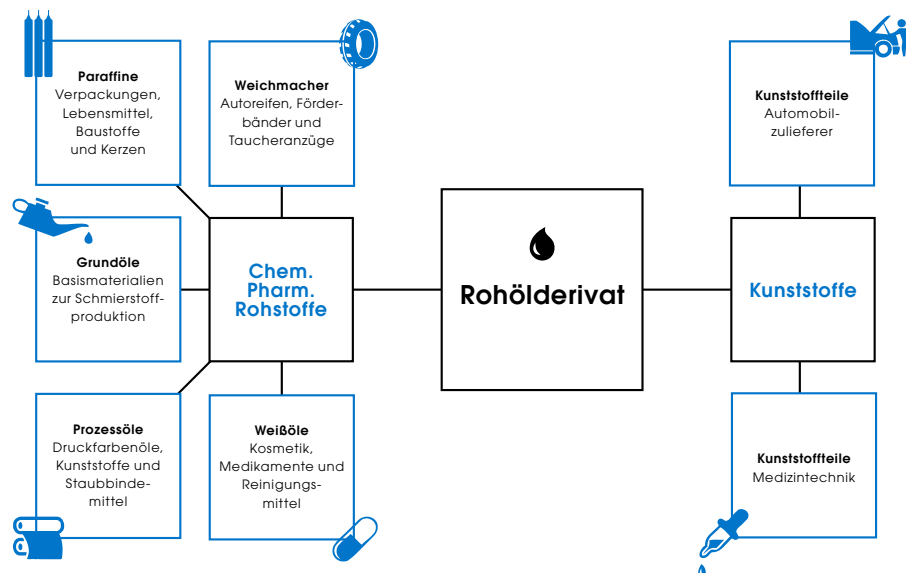 Paraffine
Verpackungen,
Lebensmittel,
Baustoffe
und Kerzen
Weichmacher
Autoreifen, Förder-
bänder und
Taucheranzüge
Kunststoffteile
Automobil-
zulieferer
Grundöle
Basismaterialien
zur Schmierstoff-
produktion
Chem.
Pharm.
Rohstoffe
Rohölderivat
Kunststoffe
Prozessöle
Druckfarbenöle,
Kunststoffe und
Staubbinde-
mittel
Weißöle
Kosmetik,
Medikamente und
Reinigungs-
mittel
Kunststoffteile
Medizintechnik